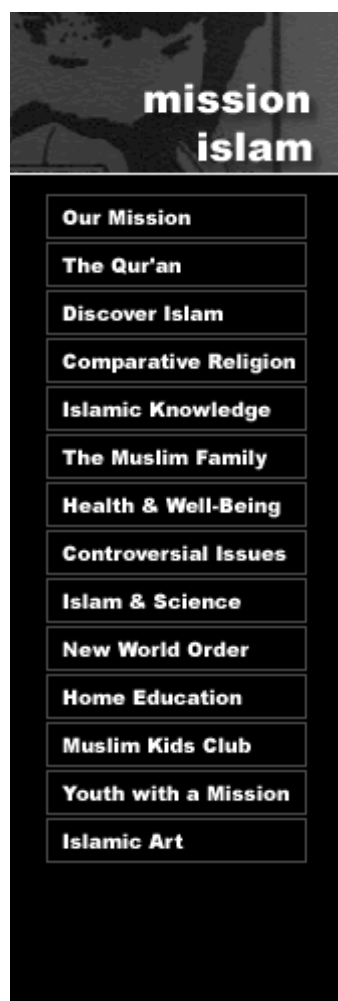 mission
islam
Our Mission
The Qur'an
Discover Islam
Comparative Religion
Islamic Knowledge
The Muslim Family
Health & Well-Being
Controversial Issues
Islam & Science
New World Order
Home Education
Muslim Kids Club
Youth with a Mission
Islamic Art